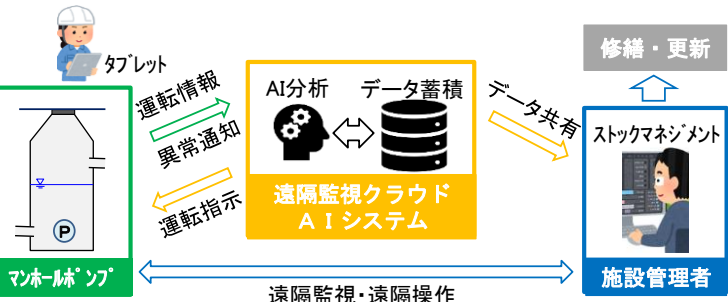 タブレット
運転情報
異常通知
運転指示
Ⓟ
マンホールポンプ
AI分析
データ蓄積
遠隔監視クラウド
ＡＩシステム
データ共有
修繕・更新
ストックマネジメント
施設管理者
遠隔監視・遠隔操作